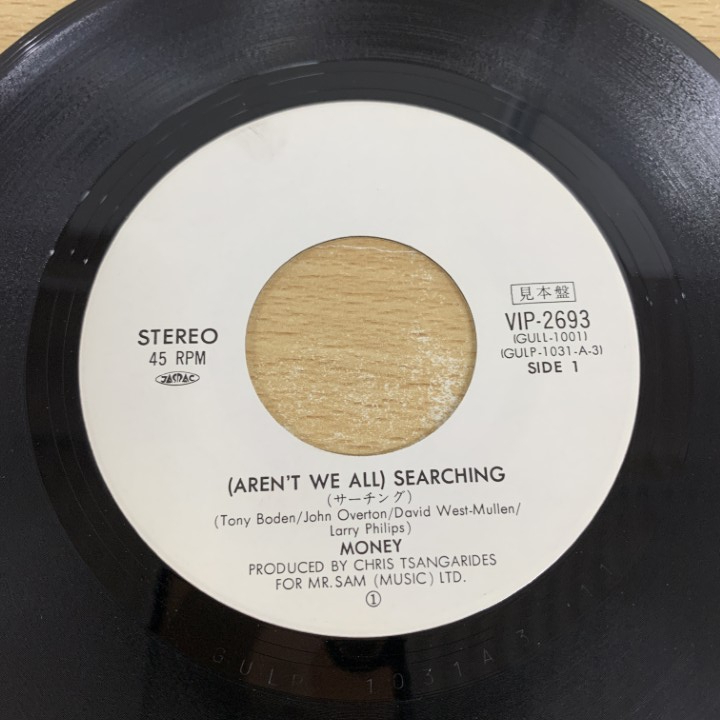 STEREO
45 RPM
JASRAC
見本盤
VIP-2693
(GULL-1001)
(GULP-1031-A-3)
SIDE 1
(AREN'T WE ALL) SEARCHING
(サーチング)
(Tony Boden/John Overton/David West-Mullen/
Larry Philips)
MONEY
PRODUCED BY CHRIS TSANGARIDES
FOR MR. SAM (MUSIC) LTD.
①
GULP 1031A 3 111